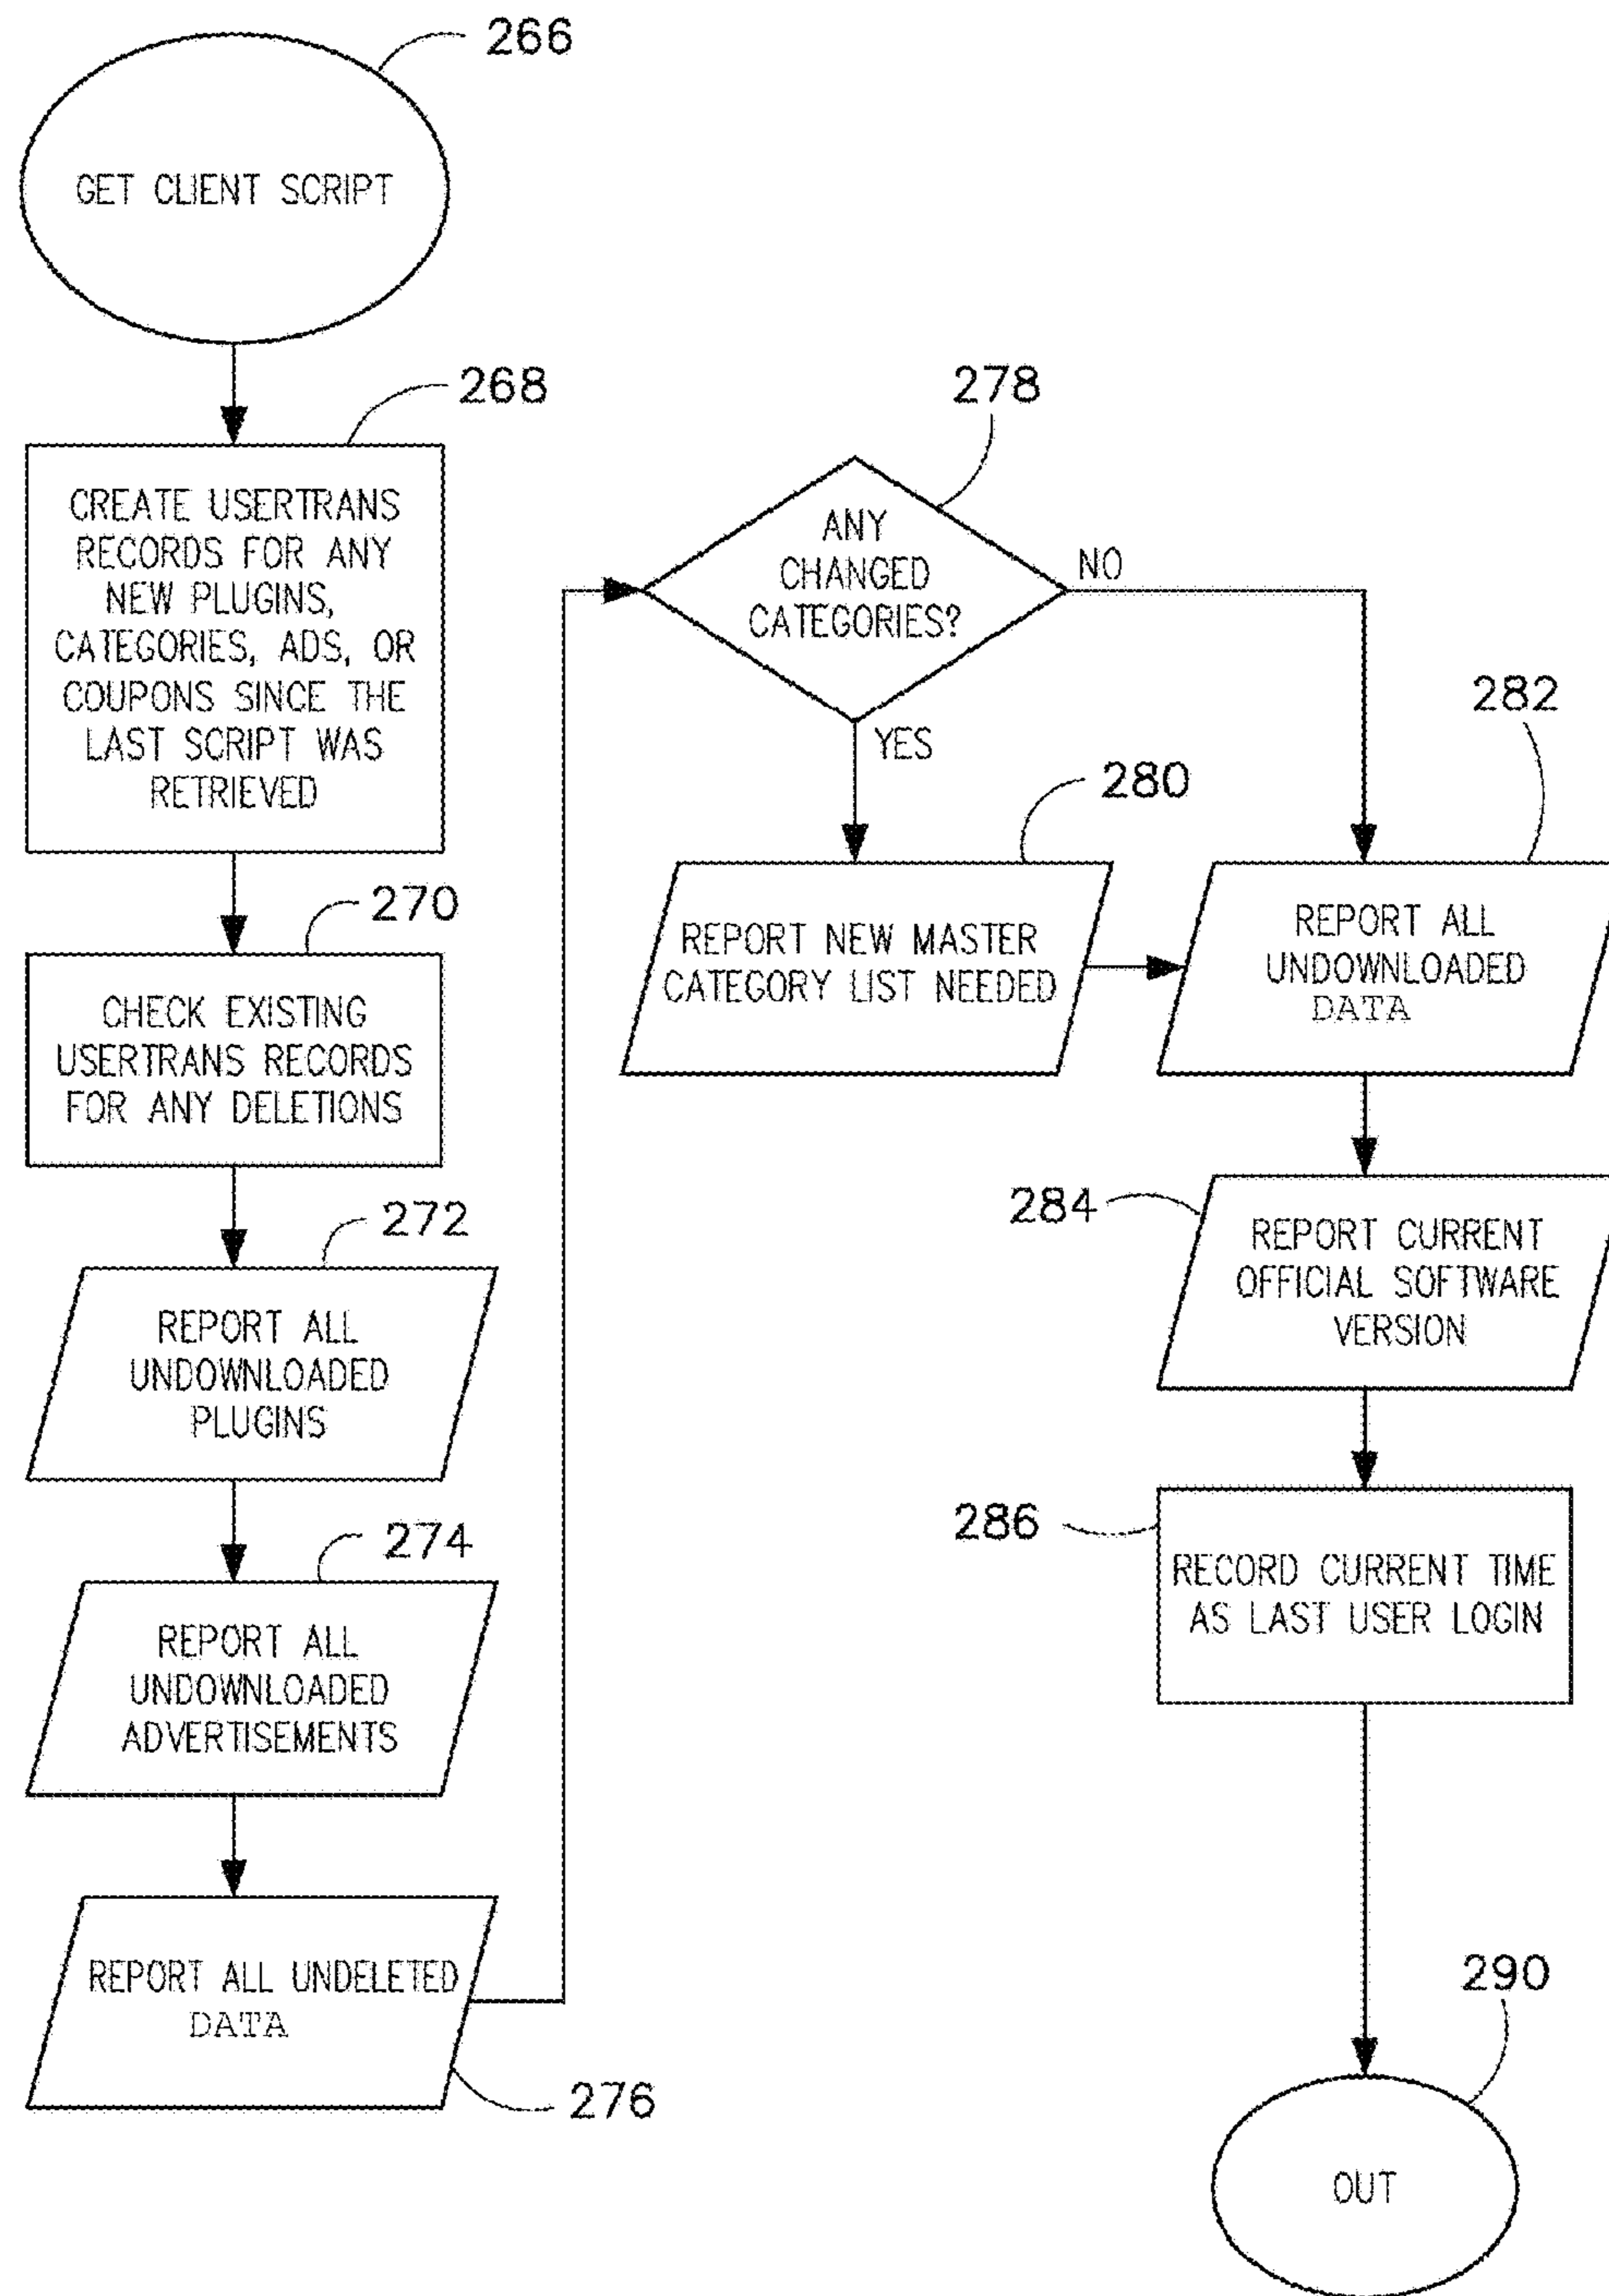 266
GET CLIENT SCRIPT
268
CREATE USERTRANS
RECORDS FOR ANY
NEW PLUGINS,
CATEGORIES, ADS, OR
COUPONS SINCE THE
LAST SCRIPT WAS
RETRIEVED
270
CHECK EXISTING
USERTRANS RECORDS
FOR ANY DELETIONS
272
REPORT ALL
UNDOWNLOADED
PLUGINS
274
REPORT ALL
UNDOWNLOADED
ADVERTISEMENTS
REPORT ALL UNDELETED
DATA
276
278
ANY
CHANGED
CATEGORIES?
NO
YES
280
REPORT NEW MASTER
CATEGORY LIST NEEDED
282
REPORT ALL
UNDOWNLOADED
DATA
284
REPORT CURRENT
OFFICIAL SOFTWARE
VERSION
286
RECORD CURRENT TIME
AS LAST USER LOGIN
290
OUT